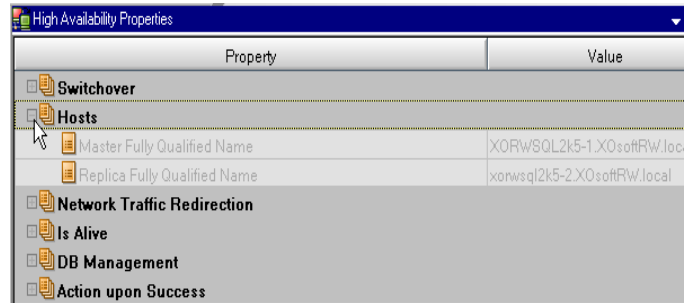 High Availability Properties
Property Value
Switchover
Hosts
Master Fully Qualified Name XORWSQL2k5-1.XOsoftRW.loca
Replica Fully Qualified Name xorwsql2k5-2.XOsoftRW.local
Network Traffic Redirection
Is Alive
DB Management
Action upon Success